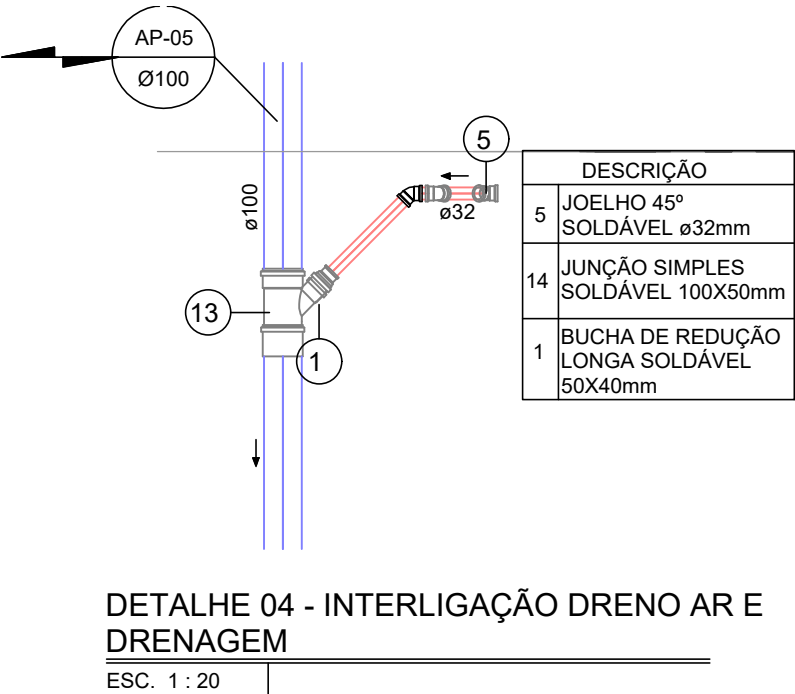 AP-05
Ø100
5
ø100
ø32
13
1
DESCRIÇÃO
5 JOELHO 45º
SOLDÁVEL ø32mm
14 JUNÇÃO SIMPLES
SOLDÁVEL 100X50mm
1 BUCHA DE REDUÇÃO
LONGA SOLDÁVEL
50X40mm
DETALHE 04 - INTERLIGAÇÃO DRENO AR E
DRENAGEM
ESC. 1 : 20